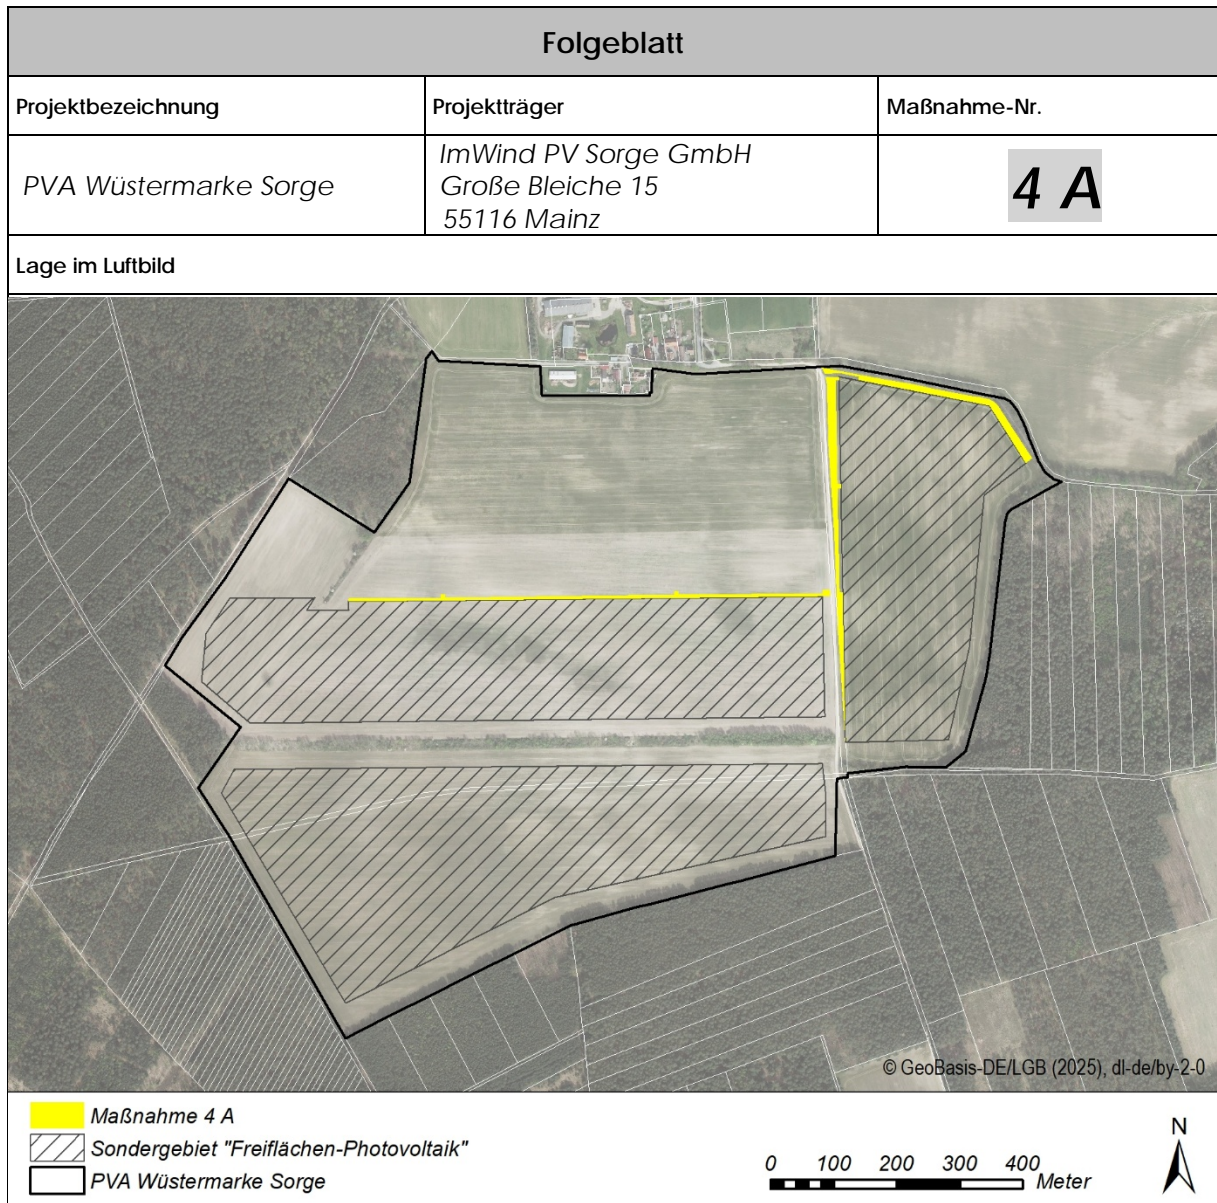 Folgeblatt
Projektbezeichnung
Projektträger
Maßnahme-Nr.
PVA Wüstermarke Sorge
ImWind PV Sorge GmbH
Große Bleiche 15
55116 Mainz
4 A
Lage im Luftbild
© GeoBasis-DE/LGB (2025), dl-de/by-2-0
Maßnahme 4 A
Sondergebiet "Freiflächen-Photovoltaik"
PVA Wüstermarke Sorge
0 100 200 300 400
Meter
N